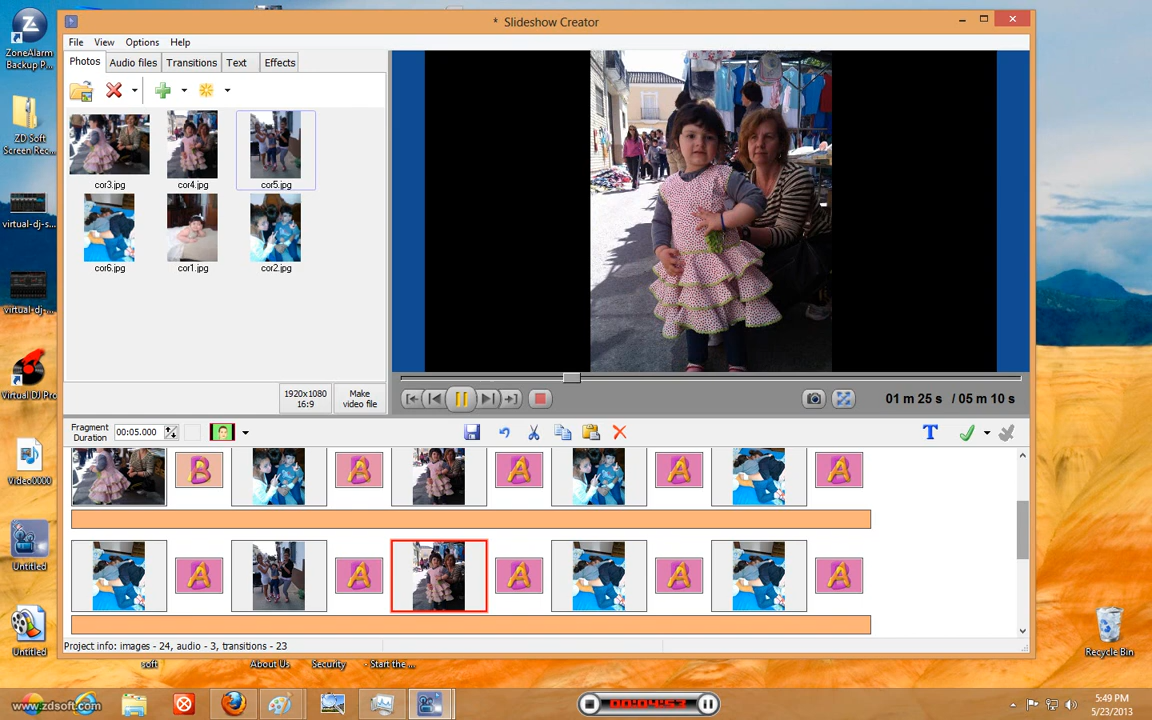 * Slideshow Creator
File View Options Help
Photos Audio files Transitions Text Effects
cor3.jpg cor4.jpg cor5.jpg
cor6.jpg cor1.jpg cor2.jpg
1920x1080
16:9
Make
video file
01 m 25 s / 05 m 10 s
Fragment
Duration
00:05.000
T
B A A A A
A A A A A
Project info: images - 24, audio - 3, transitions - 23
ZoneAlarm
Backup P...
ZD Soft
Screen Rec...
virtual-dj-s...
virtual-dj-...
Virtual DJ Pro
Video0000
Untitled
Untitled
soft About Us Security - Start the ...
Recycle Bin
www.zdsoft.com
00:04:53
5:49 PM
5/23/2013